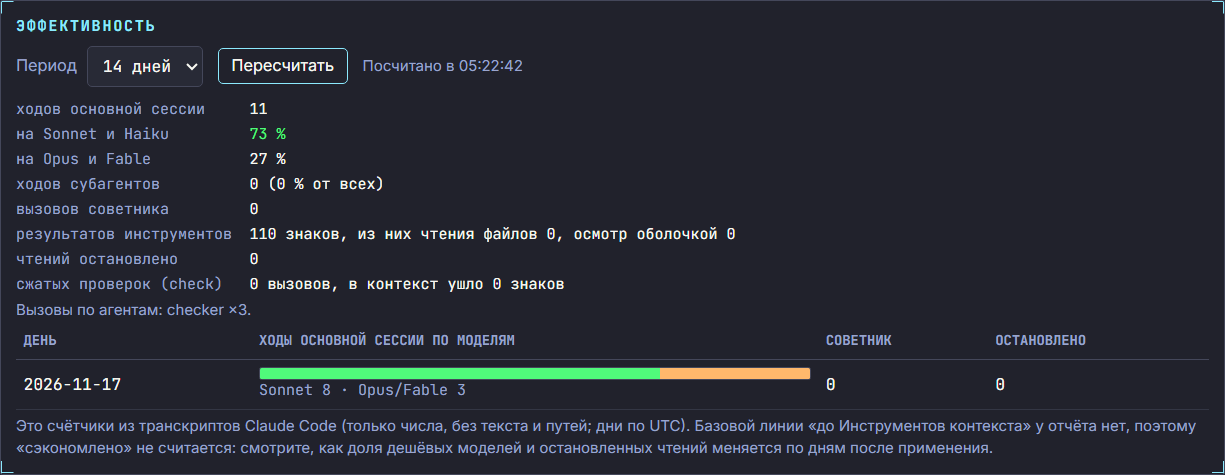 ЭФФЕКТИВНОСТЬ
Период 14 дней Пересчитать Посчитано в 05:22:42
ходов основной сессии 11
на Sonnet и Haiku 73 %
на Opus и Fable 27 %
ходов субагентов 0 (0 % от всех)
вызовов советника 0
результатов инструментов 110 знаков, из них чтения файлов 0, осмотр оболочкой 0
чтений остановлено 0
сжатых проверок (check) 0 вызовов, в контекст ушло 0 знаков
Вызовы по агентам: checker ×3.
ДЕНЬ ХОДЫ ОСНОВНОЙ СЕССИИ ПО МОДЕЛЯМ СОВЕТНИК ОСТАНОВЛЕНО
2026-11-17 0 0
Sonnet 8 · Opus/Fable 3
Это счётчики из транскриптов Claude Code (только числа, без текста и путей; дни по UTC). Базовой линии «до Инструментов контекста» у отчёта нет, поэтому
«сэкономлено» не считается: смотрите, как доля дешёвых моделей и остановленных чтений меняется по дням после применения.